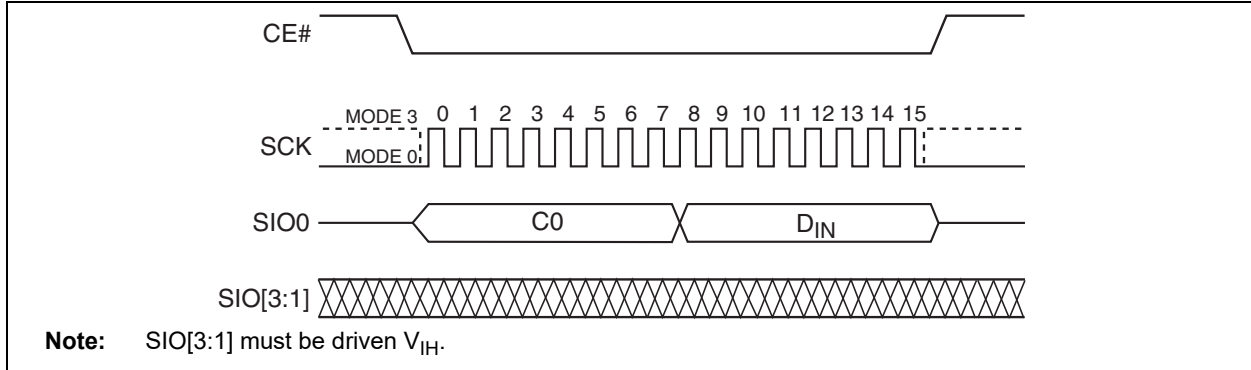 CE#
MODE 3 0 1 2 3 4 5 6 7 8 9 10 11 12 13 14 15
SCK
MODE 0
SIO0 C0 DIN
SIO[3:1]
Note: SIO[3:1] must be driven VIH.